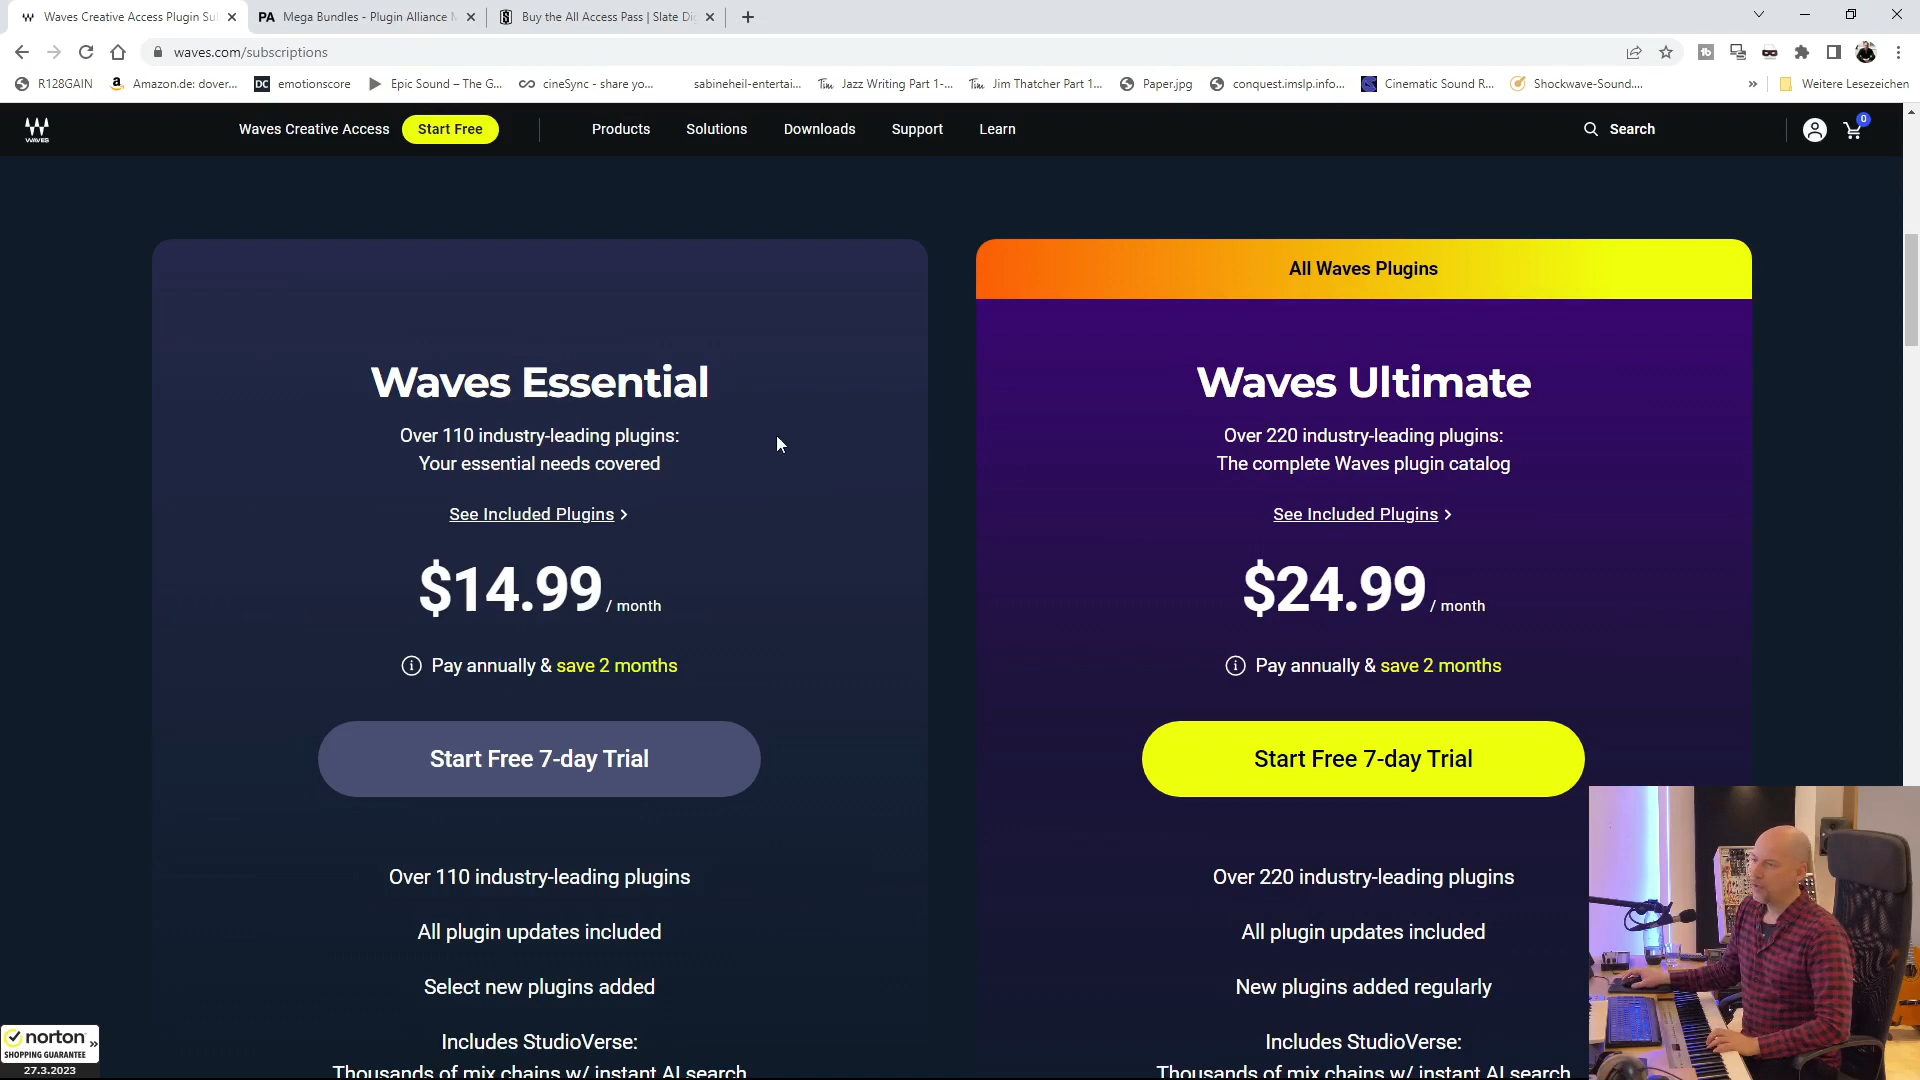 Waves Creative Access Plugin Su
Mega Bundles - Plugin Alliance
Buy the All Access Pass | Slate Di
waves.com/subscriptions
R128GAIN
Amazon.de: dover...
emotionscore
Epic Sound – The G...
cineSync - share yo...
sabineheil-entertai...
Jazz Writing Part 1-...
Jim Thatcher Part 1...
Paper.jpg
conquest.imslp.info...
Cinematic Sound R...
Shockwave-Sound....
»
Weitere Lesezeichen
WAVES
Waves Creative Access
Start Free
Products
Solutions
Downloads
Support
Learn
Search
0
Waves Essential
Over 110 industry-leading plugins:
Your essential needs covered
See Included Plugins >
$14.99 / month
Pay annually & save 2 months
Start Free 7-day Trial
Over 110 industry-leading plugins
All plugin updates included
Select new plugins added
Includes StudioVerse:
Thousands of mix chains w/ instant AI search
All Waves Plugins
Waves Ultimate
Over 220 industry-leading plugins:
The complete Waves plugin catalog
See Included Plugins >
$24.99 / month
Pay annually & save 2 months
Start Free 7-day Trial
Over 220 industry-leading plugins
All plugin updates included
New plugins added regularly
Includes StudioVerse:
Thousands of mix chains w/ instant AI search
norton »
SHOPPING GUARANTEE
27.3.2023